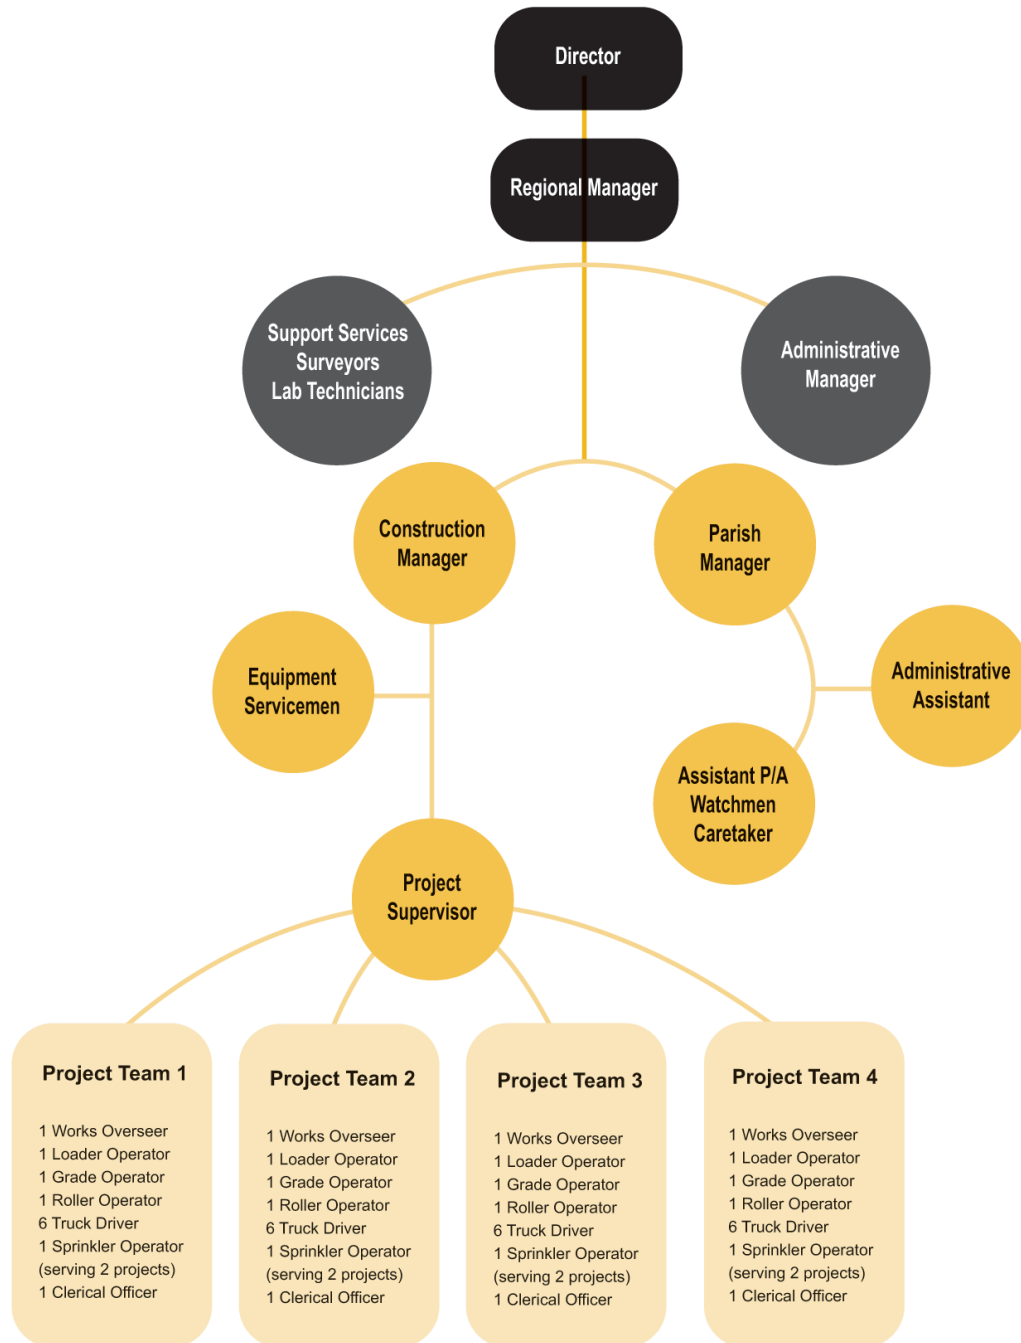 Director
Regional Manager
Support Services
Surveyors
Lab Technicians
Administrative
Manager
Construction
Manager
Parish
Manager
Equipment
Servicemen
Administrative
Assistant
Assistant P/A
Watchmen
Caretaker
Project
Supervisor
Project Team 1
1 Works Overseer
1 Loader Operator
1 Grade Operator
1 Roller Operator
6 Truck Driver
1 Sprinkler Operator
(serving 2 projects)
1 Clerical Officer
Project Team 2
1 Works Overseer
1 Loader Operator
1 Grade Operator
1 Roller Operator
6 Truck Driver
1 Sprinkler Operator
(serving 2 projects)
1 Clerical Officer
Project Team 3
1 Works Overseer
1 Loader Operator
1 Grade Operator
1 Roller Operator
6 Truck Driver
1 Sprinkler Operator
(serving 2 projects)
1 Clerical Officer
Project Team 4
1 Works Overseer
1 Loader Operator
1 Grade Operator
1 Roller Operator
6 Truck Driver
1 Sprinkler Operator
(serving 2 projects)
1 Clerical Officer